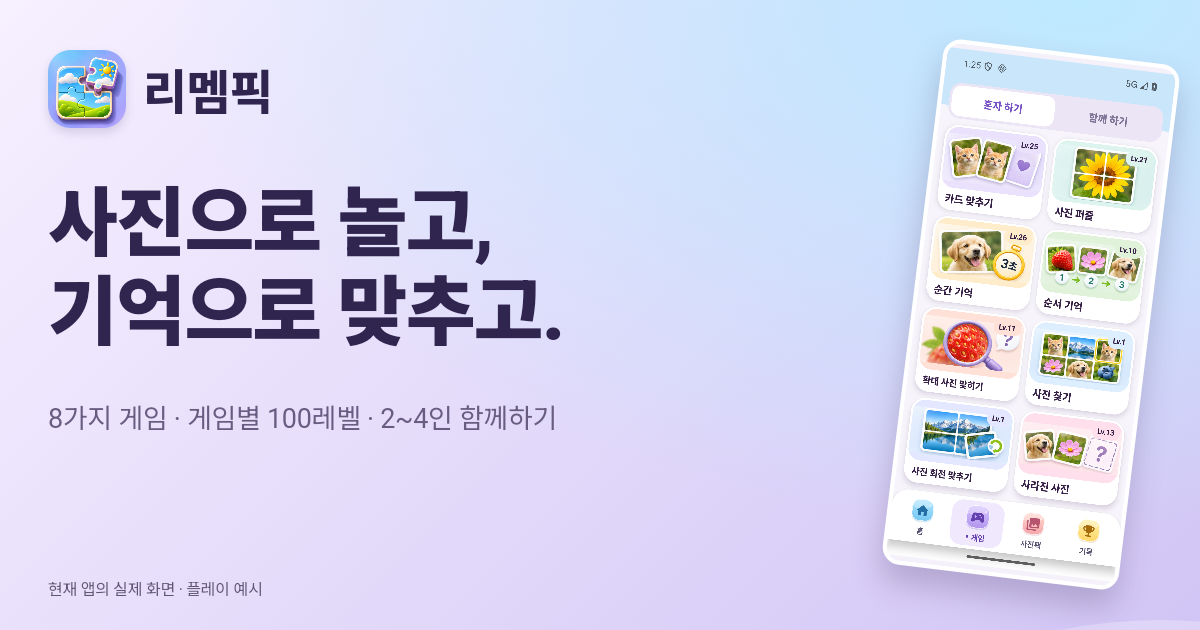 리멤픽
사진으로 놀고,
기억으로 맞추고.
8가지 게임 · 게임별 100레벨 · 2~4인 함께하기
현재 앱의 실제 화면 · 플레이 예시
1:25
5G
혼자 하기
함께 하기
Lv.25
카드 맞추기
Lv.21
사진 퍼즐
Lv.26
3초
순간 기억
Lv.10
1
2
3
순서 기억
Lv.11
?
확대 사진 맞히기
Lv.1
사진 찾기
Lv.7
사진 회전 맞추기
Lv.13
?
사라진 사진
홈
• 게임
사진팩
기록